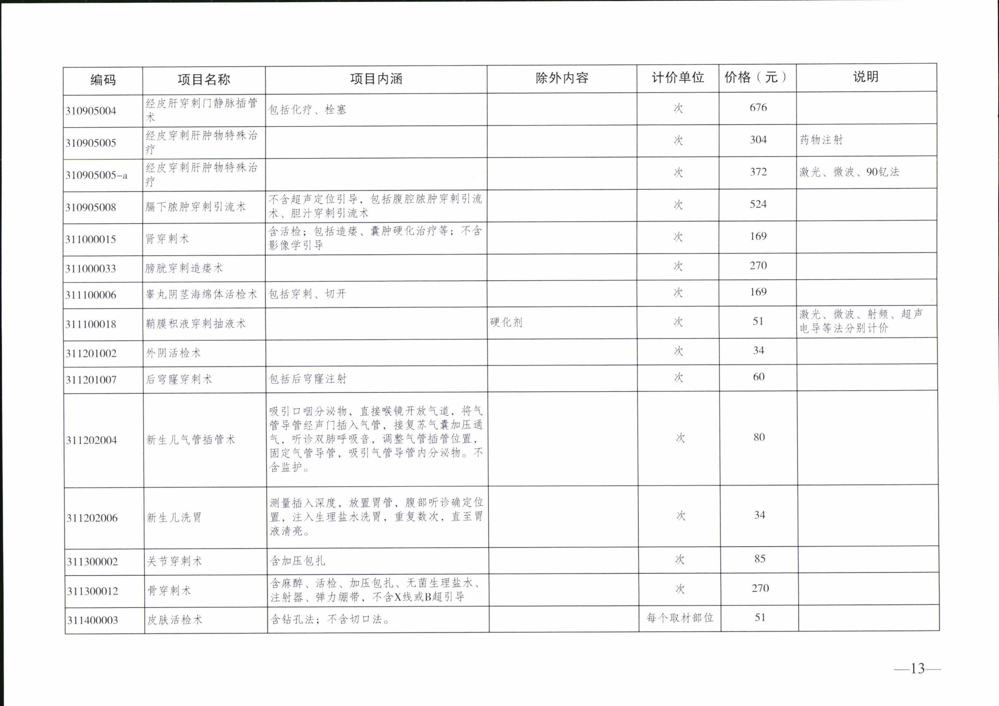 编码 项目名称 项目内涵 除外内容 计价单位 价格（元） 说明
310905004 经皮肝穿刺门静脉插管
术 包括化疗、栓塞 次 676
310905005 经皮穿刺肝肿物特殊治
疗 次 304 药物注射
310905005-a 经皮穿刺肝肿物特殊治
疗 次 372 激光、微波、90钇法
310905008 膈下脓肿穿刺引流术 不含超声定位引导，包括腹腔脓肿穿刺引流
术、胆汁穿刺引流术 次 524
311000015 肾穿刺术 含活检；包括造瘘、囊肿硬化治疗等；不含
影像学引导 次 169
311000033 膀胱穿刺造瘘术 次 270
311100006 睾丸阴茎海绵体活检术 包括穿刺、切开 次 169
311100018 鞘膜积液穿刺抽液术 硬化剂 次 51 激光、微波、射频、超声
电导等法分别计价
311201002 外阴活检术 次 34
311201007 后穹窿穿刺术 包括后穹窿注射 次 60
311202004 新生儿气管插管术 吸引口咽分泌物，直接喉镜开放气道，将气
管导管经声门插入气管，接复苏气囊加压通
气，听诊双肺呼吸音，调整气管插管位置，
固定气管导管，吸引气管导管内分泌物。不
含监护。 次 80
311202006 新生儿洗胃 测量插入深度，放置胃管，腹部听诊确定位
置，注入生理盐水洗胃，重复数次，直至胃
液清亮。 次 34
311300002 关节穿刺术 含加压包扎 次 85
311300012 骨穿刺术 含麻醉、活检、加压包扎、无菌生理盐水、
注射器、弹力绷带，不含X线或B超引导 次 270
311400003 皮肤活检术 含钻孔法；不含切口法。 每个取材部位 51
—13—